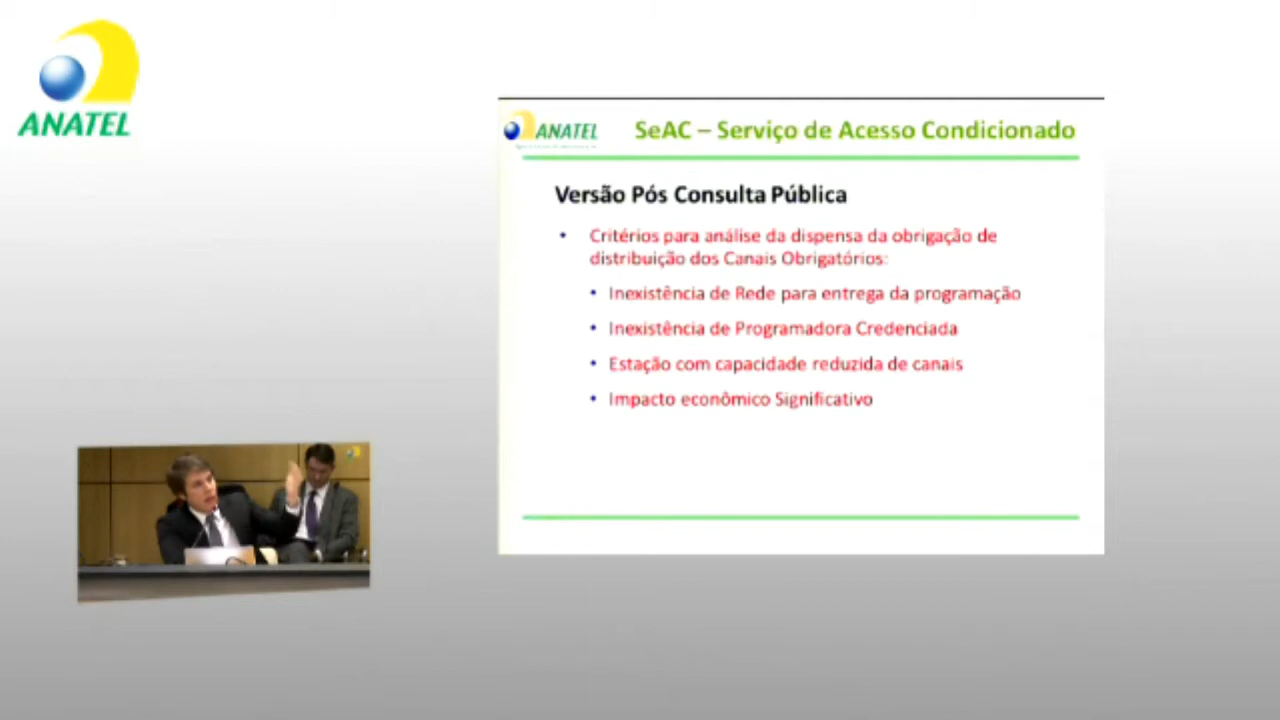 ANATEL
ANATEL
SeAC – Serviço de Acesso Condicionado
Versão Pós Consulta Pública
• Critérios para análise da dispensa da obrigação de
distribuição dos Canais Obrigatórios:
• Inexistência de Rede para entrega da programação
• Inexistência de Programadora Credenciada
• Estação com capacidade reduzida de canais
• Impacto econômico Significativo